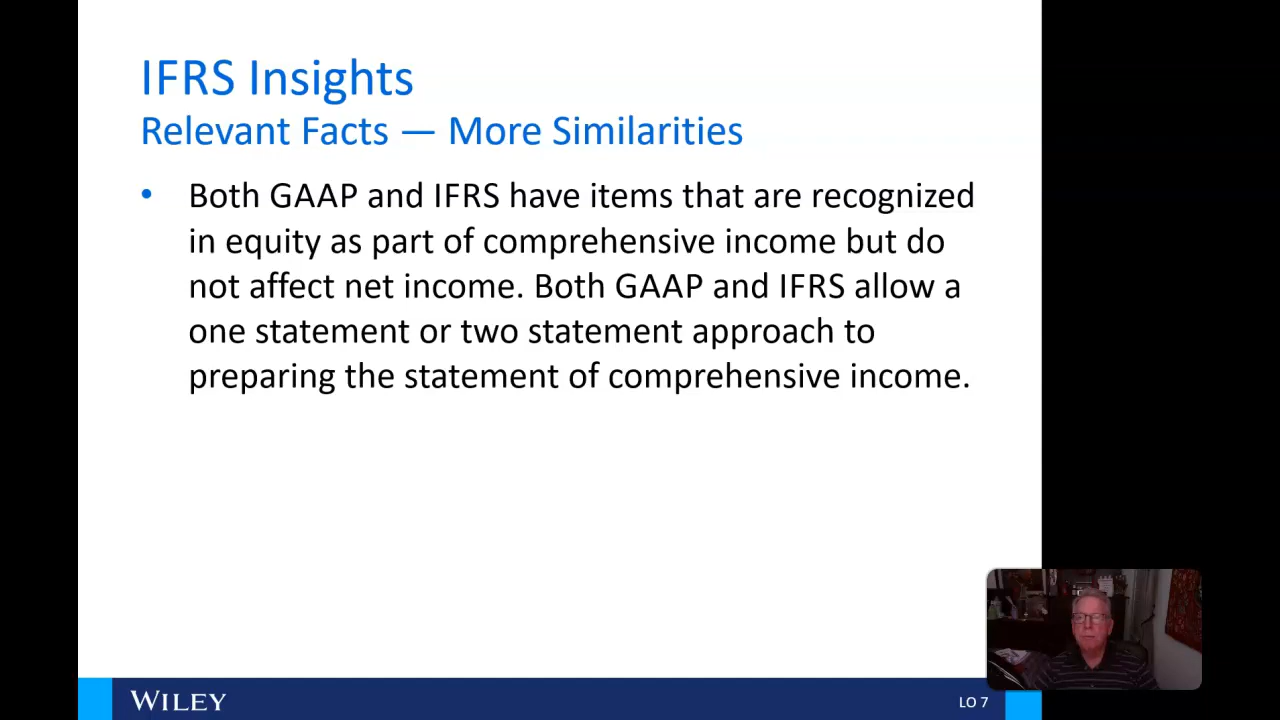 IFRS Insights
Relevant Facts — More Similarities
• Both GAAP and IFRS have items that are recognized
in equity as part of comprehensive income but do
not affect net income. Both GAAP and IFRS allow a
one statement or two statement approach to
preparing the statement of comprehensive income.
WILEY
LO 7